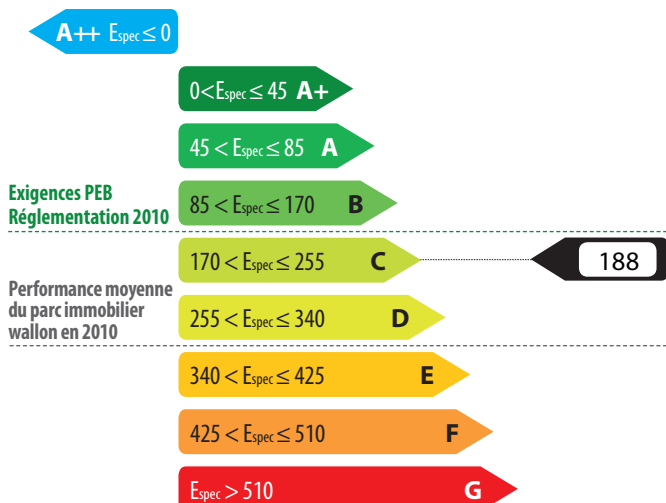 A++ Espec ≤ 0
0<Espec ≤ 45 A+
45 < Espec ≤ 85 A
Exigences PEB
Réglementation 2010
85 < Espec ≤ 170 B
170 < Espec ≤ 255 C
188
Performance moyenne
du parc immobilier
wallon en 2010
255 < Espec ≤ 340 D
340 < Espec ≤ 425 E
425 < Espec ≤ 510 F
Espec > 510 G